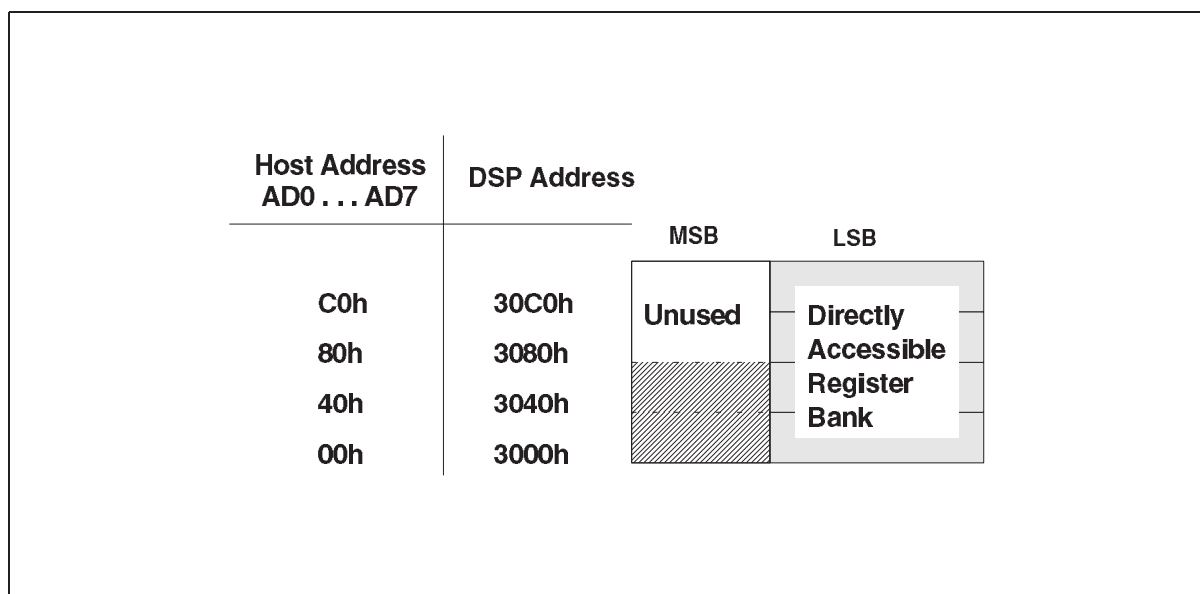 Host Address
AD0 . . . AD7
DSP Address
MSB
LSB
C0h
30C0h
80h
3080h
40h
3040h
00h
3000h
Unused
Directly
Accessible
Register
Bank